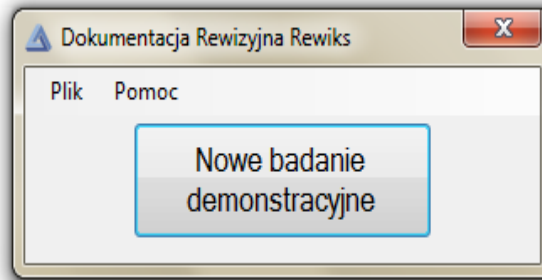 Dokumentacja Rewizyjna Rewiks
Plik Pomoc
Nowe badanie
demonstracyjne